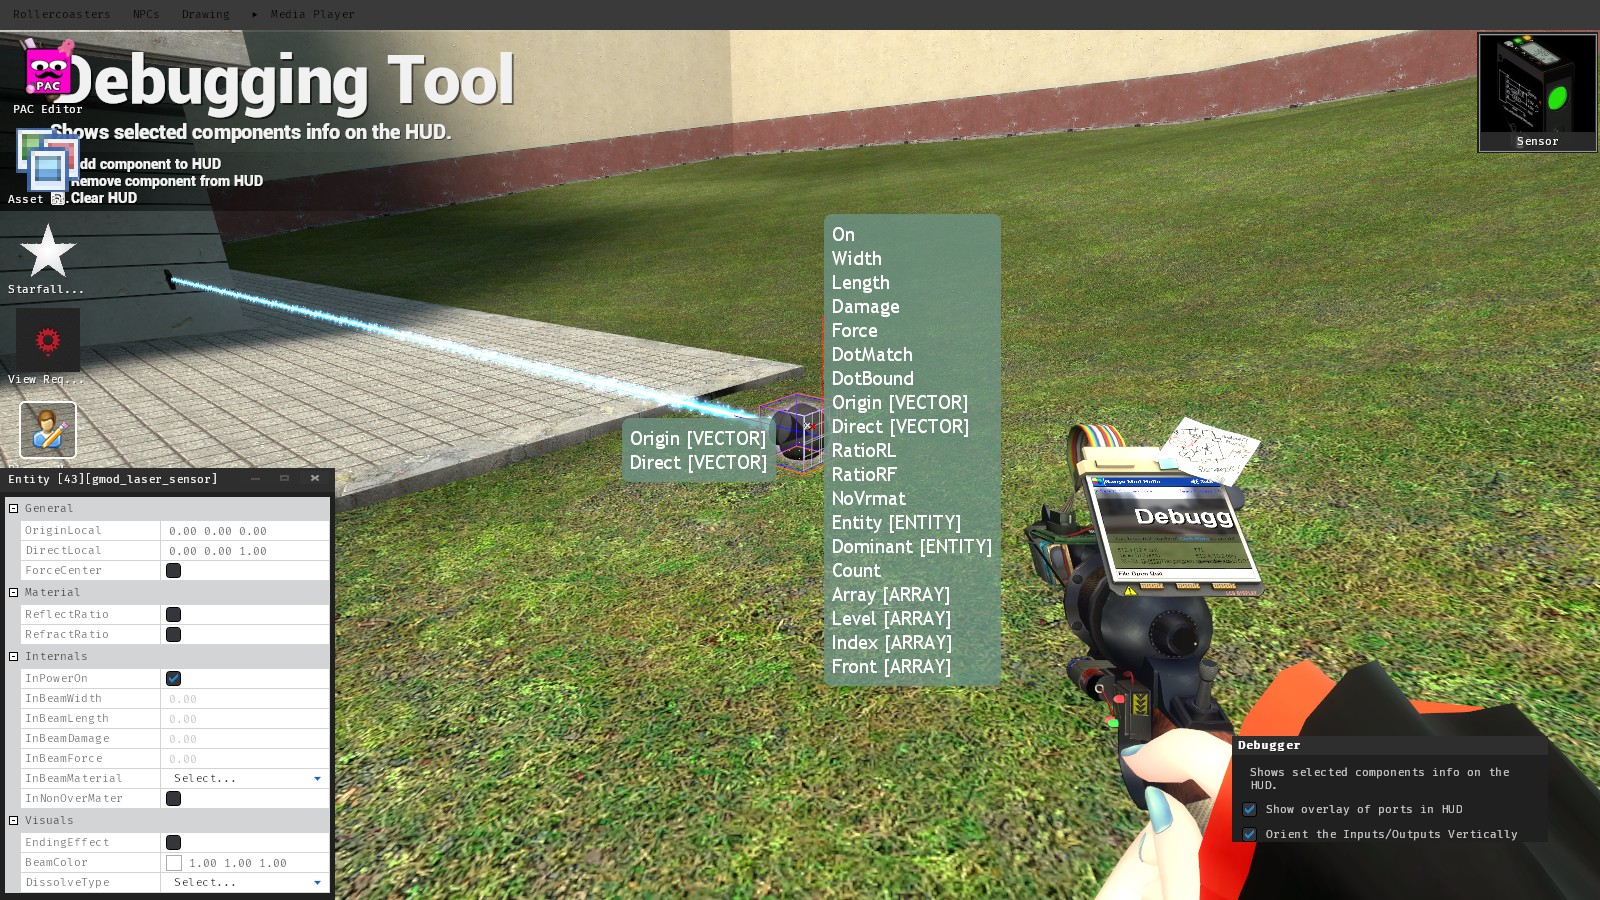 Rollercoasters NPCs Drawing Media Player
Debugging Tool
Shows selected components info on the HUD.
dd component to HUD
Remove component from HUD
Clear HUD
PAC
PAC Editor
Asset
Starfall...
View Req...
Sensor
On
Width
Length
Damage
Force
DotMatch
DotBound
Origin [VECTOR]
Direct [VECTOR]
RatioRL
RatioRF
NoVrmat
Entity [ENTITY]
Dominant [ENTITY]
Count
Array [ARRAY]
Level [ARRAY]
Index [ARRAY]
Front [ARRAY]
Origin [VECTOR]
Direct [VECTOR]
Entity [43][gmod_laser_sensor]
General
OriginLocal 0.00 0.00 0.00
DirectLocal 0.00 0.00 1.00
ForceCenter
Material
ReflectRatio
RefractRatio
Internals
InPowerOn
InBeamWidth 0.00
InBeamLength 0.00
InBeamDamage 0.00
InBeamForce 0.00
InBeamMaterial Select...
InNonOverMater
Visuals
EndingEffect
BeamColor 1.00 1.00 1.00
DissolveType Select...
Debugg
Debugger
Shows selected components info on the
HUD.
Show overlay of ports in HUD
Orient the Inputs/Outputs Vertically